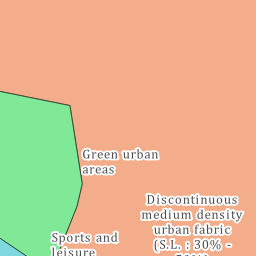 Green urban
areas
Discontinuous
medium density
urban fabric
(S.L. : 30% -
Sports and
leisure